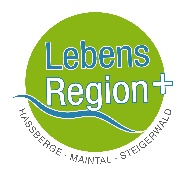 Lebens
Region+
HASSBERGE · MAINTAL · STEIGERWALD